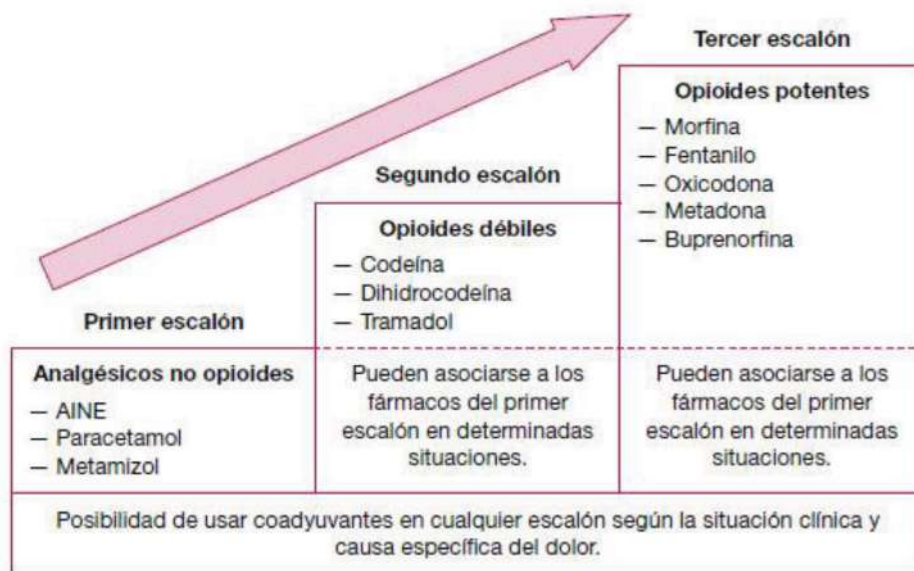 Primer escalón
Analgésicos no opioides
— AINE
— Paracetamol
— Metamizol
Segundo escalón
Opioides débiles
— Codeína
— Dihidrocodeína
— Tramadol
Pueden asociarse a los
fármacos del primer
escalón en determinadas
situaciones.
Tercer escalón
Opioides potentes
— Morfina
— Fentanilo
— Oxicodona
— Metadona
— Buprenorfina
Pueden asociarse a los
fármacos del primer
escalón en determinadas
situaciones.
Posibilidad de usar coadyuvantes en cualquier escalón según la situación clínica y
causa específica del dolor.